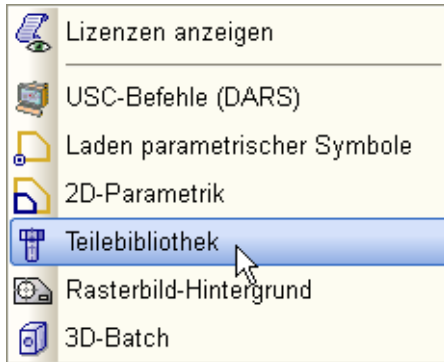 Lizenzen anzeigen
USC-Befehle (DARS)
Laden parametrischer Symbole
2D-Parametrik
Teilebibliothek
Rasterbild-Hintergrund
3D-Batch